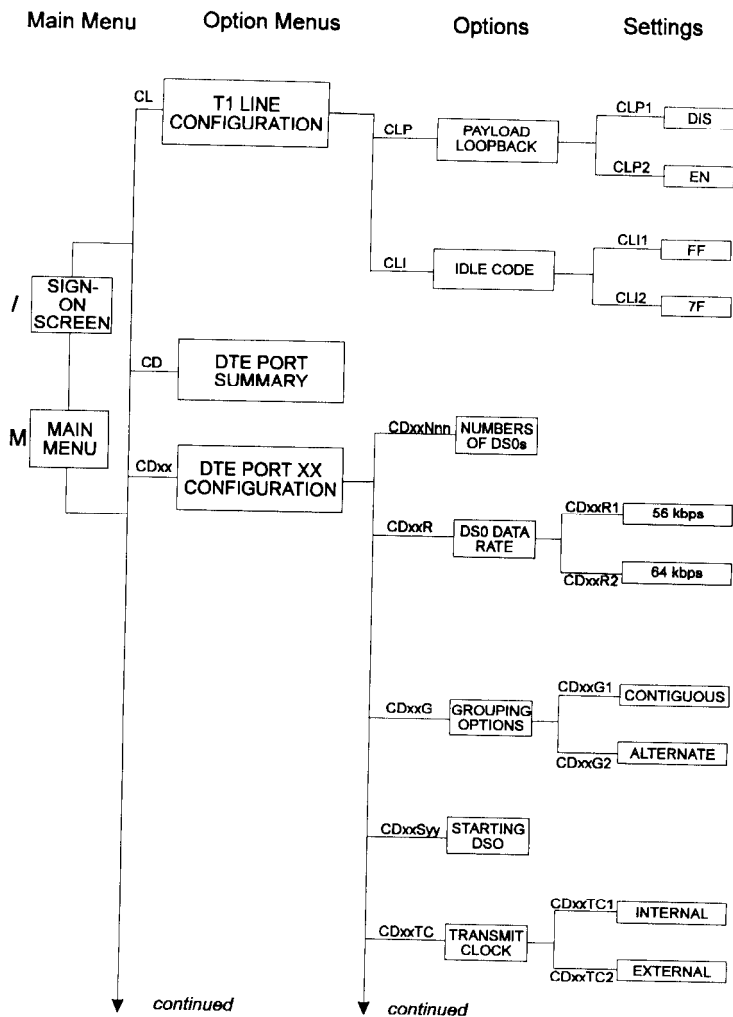 Main Menu
Option Menus
Options
Settings
CL
T1 LINE
CONFIGURATION
CLP
PAYLOAD
LOOPBACK
CLP1
DIS
CLP2
EN
CLI
IDLE CODE
CLI1
FF
CLI2
7F
/
SIGN-
ON
SCREEN
CD
DTE PORT
SUMMARY
M
MAIN
MENU
CDxx
DTE PORT XX
CONFIGURATION
CDxxNnn
NUMBERS
OF DS0s
CDxxR
DS0 DATA
RATE
CDxxR1
56 kbps
CDxxR2
64 kbps
CDxxG
GROUPING
OPTIONS
CDxxG1
CONTIGUOUS
CDxxG2
ALTERNATE
CDxxSyy
STARTING
DSO
CDxxTC
TRANSMIT
CLOCK
CDxxTC1
INTERNAL
CDxxTC2
EXTERNAL
continued
continued